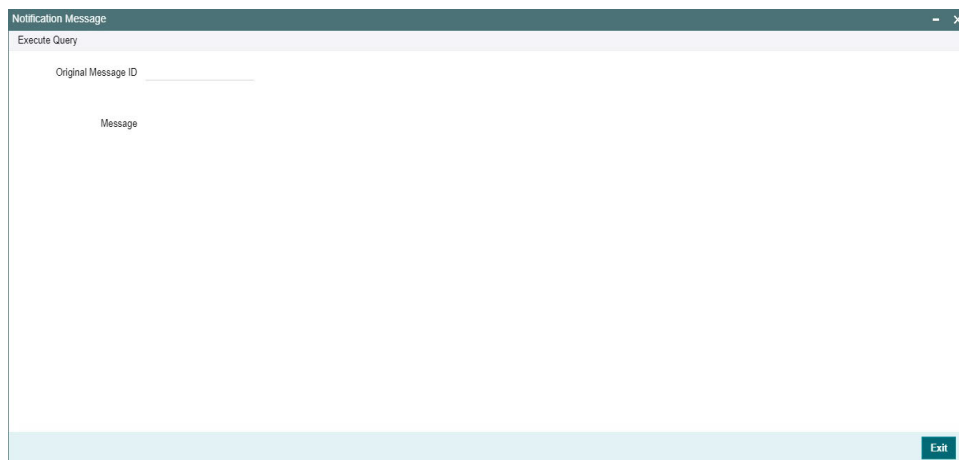 Notification Message
Execute Query
Original Message ID
Message
Exit